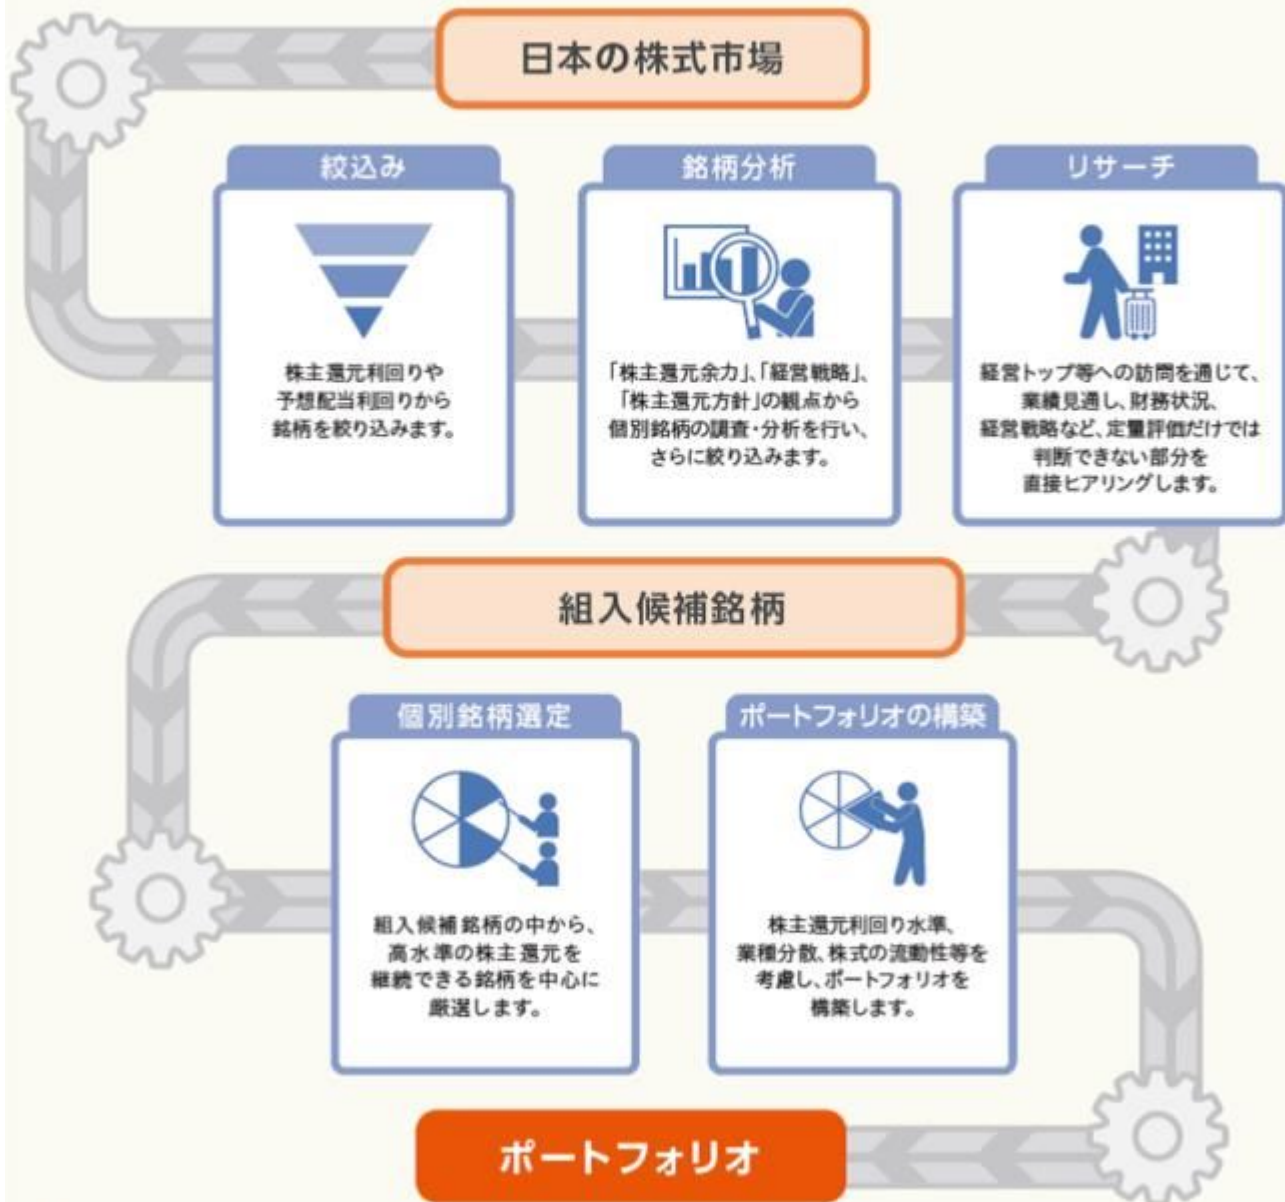 日本の株式市場
絞込み
株主還元利回りや
予想配当利回りから
銘柄を絞り込みます。
銘柄分析
「株主還元余力」、「経営戦略」、
「株主還元方針」の観点から
個別銘柄の調査・分析を行い、
さらに絞り込みます。
リサーチ
経営トップ等への訪問を通じて、
業績見通し、財務状況、
経営戦略など、定量評価だけでは
判断できない部分を
直接ヒアリングします。
組入候補銘柄
個別銘柄選定
組入候補銘柄の中から、
高水準の株主還元を
継続できる銘柄を中心に
厳選します。
ポートフォリオの構築
株主還元利回り水準、
業種分散、株式の流動性等を
考慮し、ポートフォリオを
構築します。
ポートフォリオ